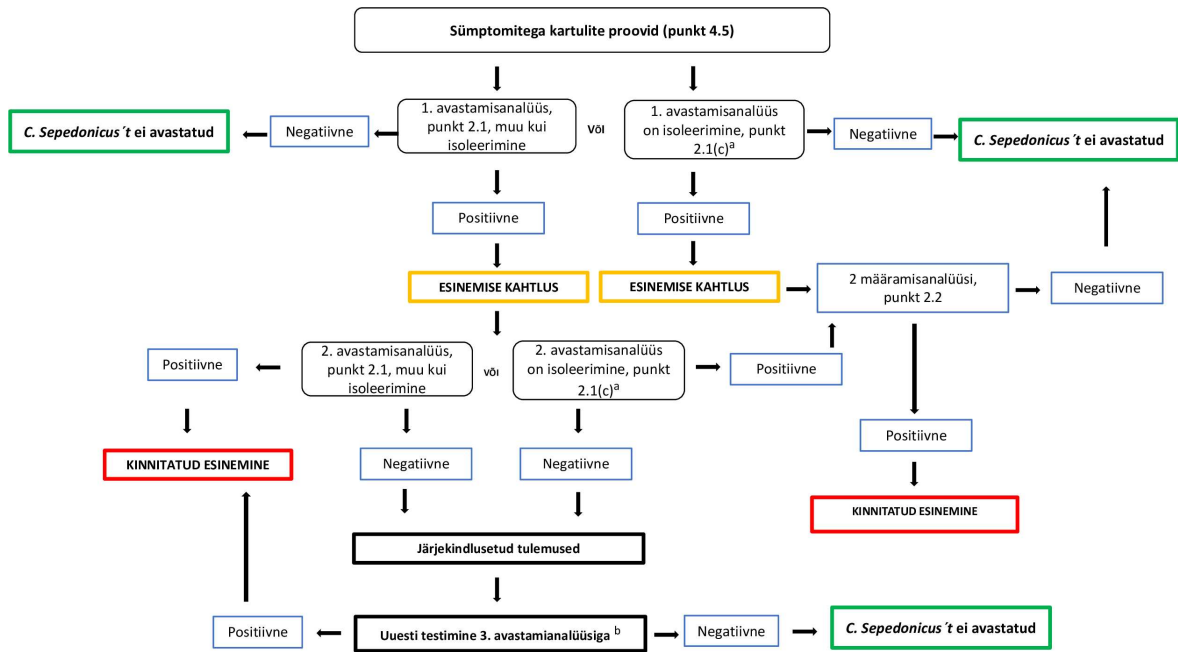 Sümptomitega kartulite proovid (punkt 4.5)
C. Sepedonicus´t ei avastatud
Negatiivne
1. avastamisanalüüs,
punkt 2.1, muu kui
isoleerimine
VÕI
1. avastamisanalüüs
on isoleerimine, punkt
2.1(c)a
Negatiivne
C. Sepedonicus´t ei avastatud
Positiivne
Positiivne
ESINEMISE KAHTLUS
ESINEMISE KAHTLUS
2 määramisanalüüsi,
punkt 2.2
Negatiivne
Positiivne
2. avastamisanalüüs,
punkt 2.1, muu kui
isoleerimine
VÕI
2. avastamisanalüüs
on isoleerimine, punkt
2.1(c)a
Positiivne
Positiivne
KINNITATUD ESINEMINE
Negatiivne
Negatiivne
KINNITATUD ESINEMINE
Järjekindlusetud tulemused
Positiivne
Uuesti testimine 3. avastamianalüüsiga b
Negatiivne
C. Sepedonicus´t ei avastatud